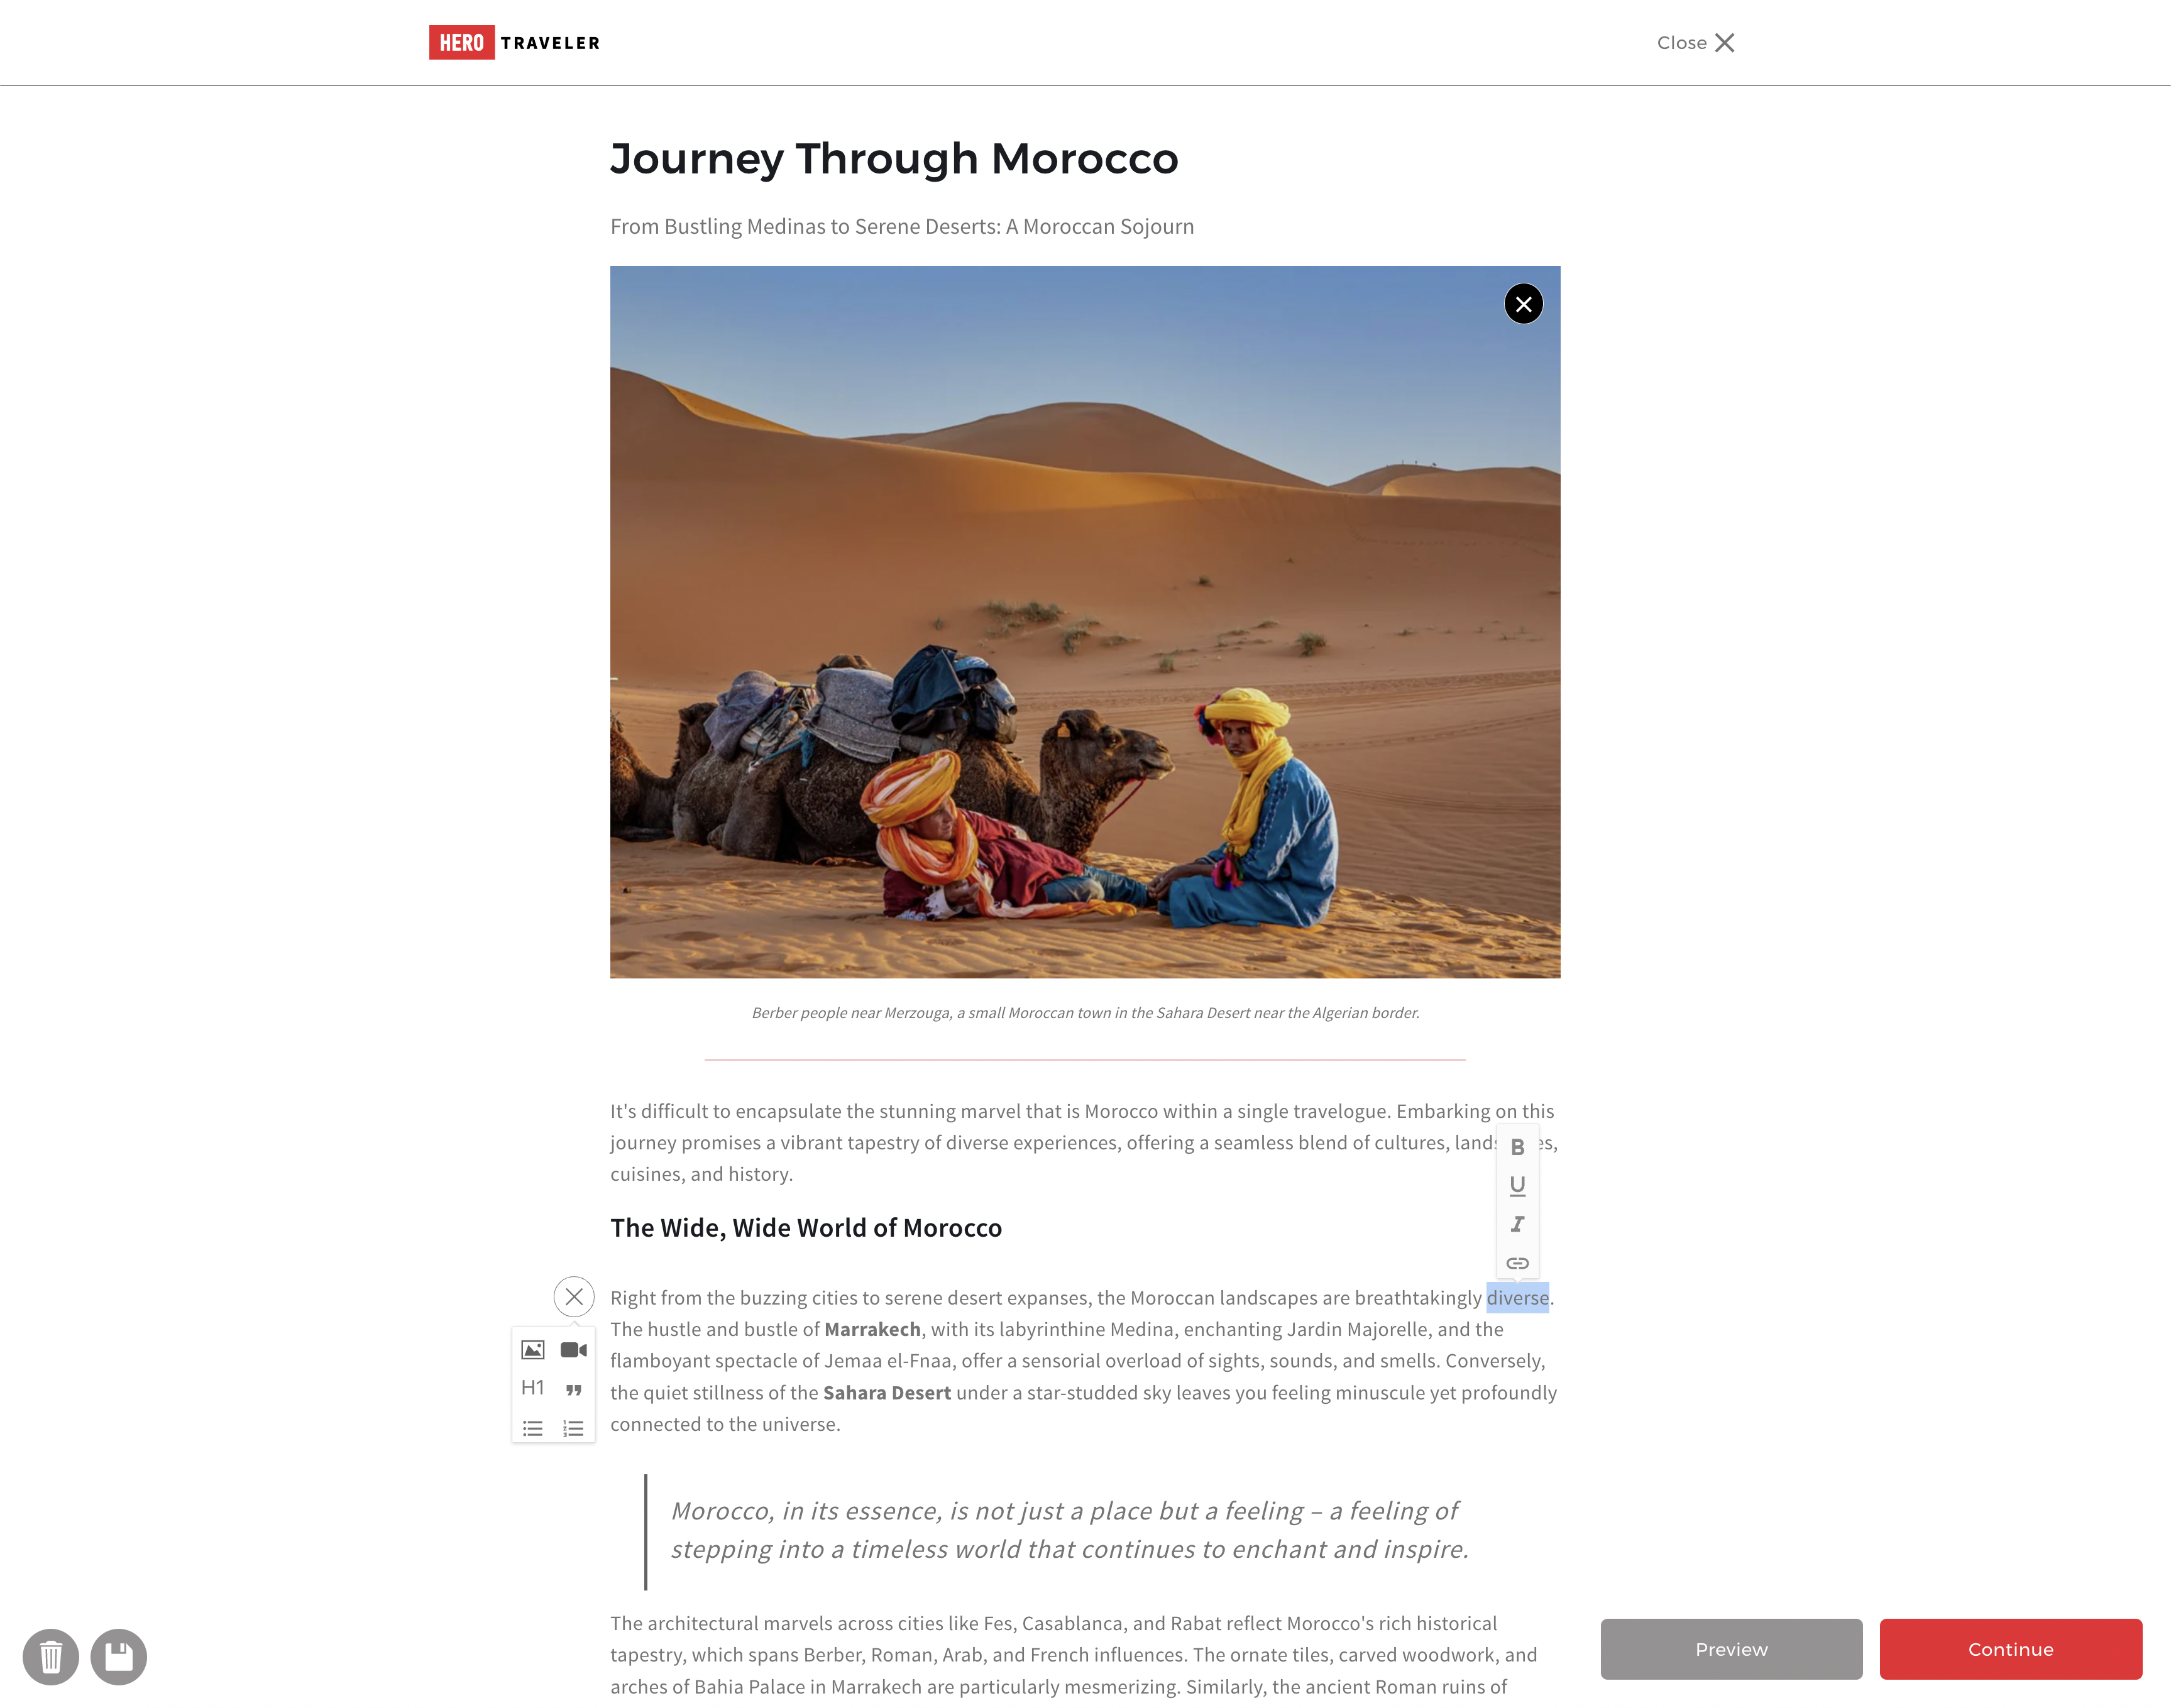 HERO TRAVELER
Close
Journey Through Morocco
From Bustling Medinas to Serene Deserts: A Moroccan Sojourn
Berber people near Merzouga, a small Moroccan town in the Sahara Desert near the Algerian border.
It's difficult to encapsulate the stunning marvel that is Morocco within a single travelogue. Embarking on this
journey promises a vibrant tapestry of diverse experiences, offering a seamless blend of cultures,
cuisines, and history.
B
U
I
The Wide, Wide World of Morocco
Right from the buzzing cities to serene desert expanses, the Moroccan landscapes are breathtakingly diverse.
The hustle and bustle of Marrakech, with its labyrinthine Medina, enchanting Jardin Majorelle, and the
flamboyant spectacle of Jemaa el-Fnaa, offer a sensorial overload of sights, sounds, and smells. Conversely,
the quiet stillness of the Sahara Desert under a star-studded sky leaves you feeling minuscule yet profoundly
connected to the universe.
H1
Morocco, in its essence, is not just a place but a feeling – a feeling of
stepping into a timeless world that continues to enchant and inspire.
The architectural marvels across cities like Fes, Casablanca, and Rabat reflect Morocco's rich historical
tapestry, which spans Berber, Roman, Arab, and French influences. The ornate tiles, carved woodwork, and
arches of Bahia Palace in Marrakech are particularly mesmerizing. Similarly, the ancient Roman ruins of
Preview
Continue